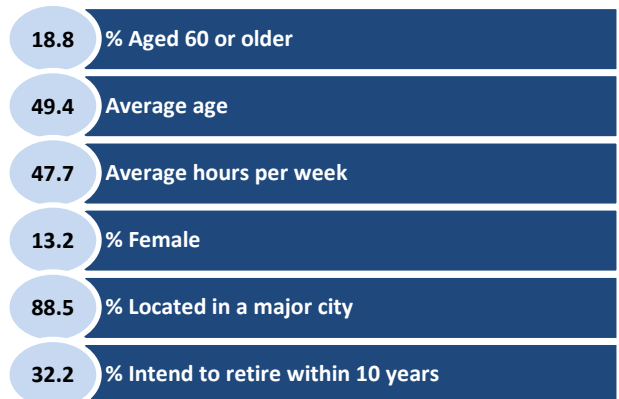 18.8 % Aged 60 or older
49.4 Average age
47.7 Average hours per week
13.2 % Female
88.5 % Located in a major city
32.2 % Intend to retire within 10 years